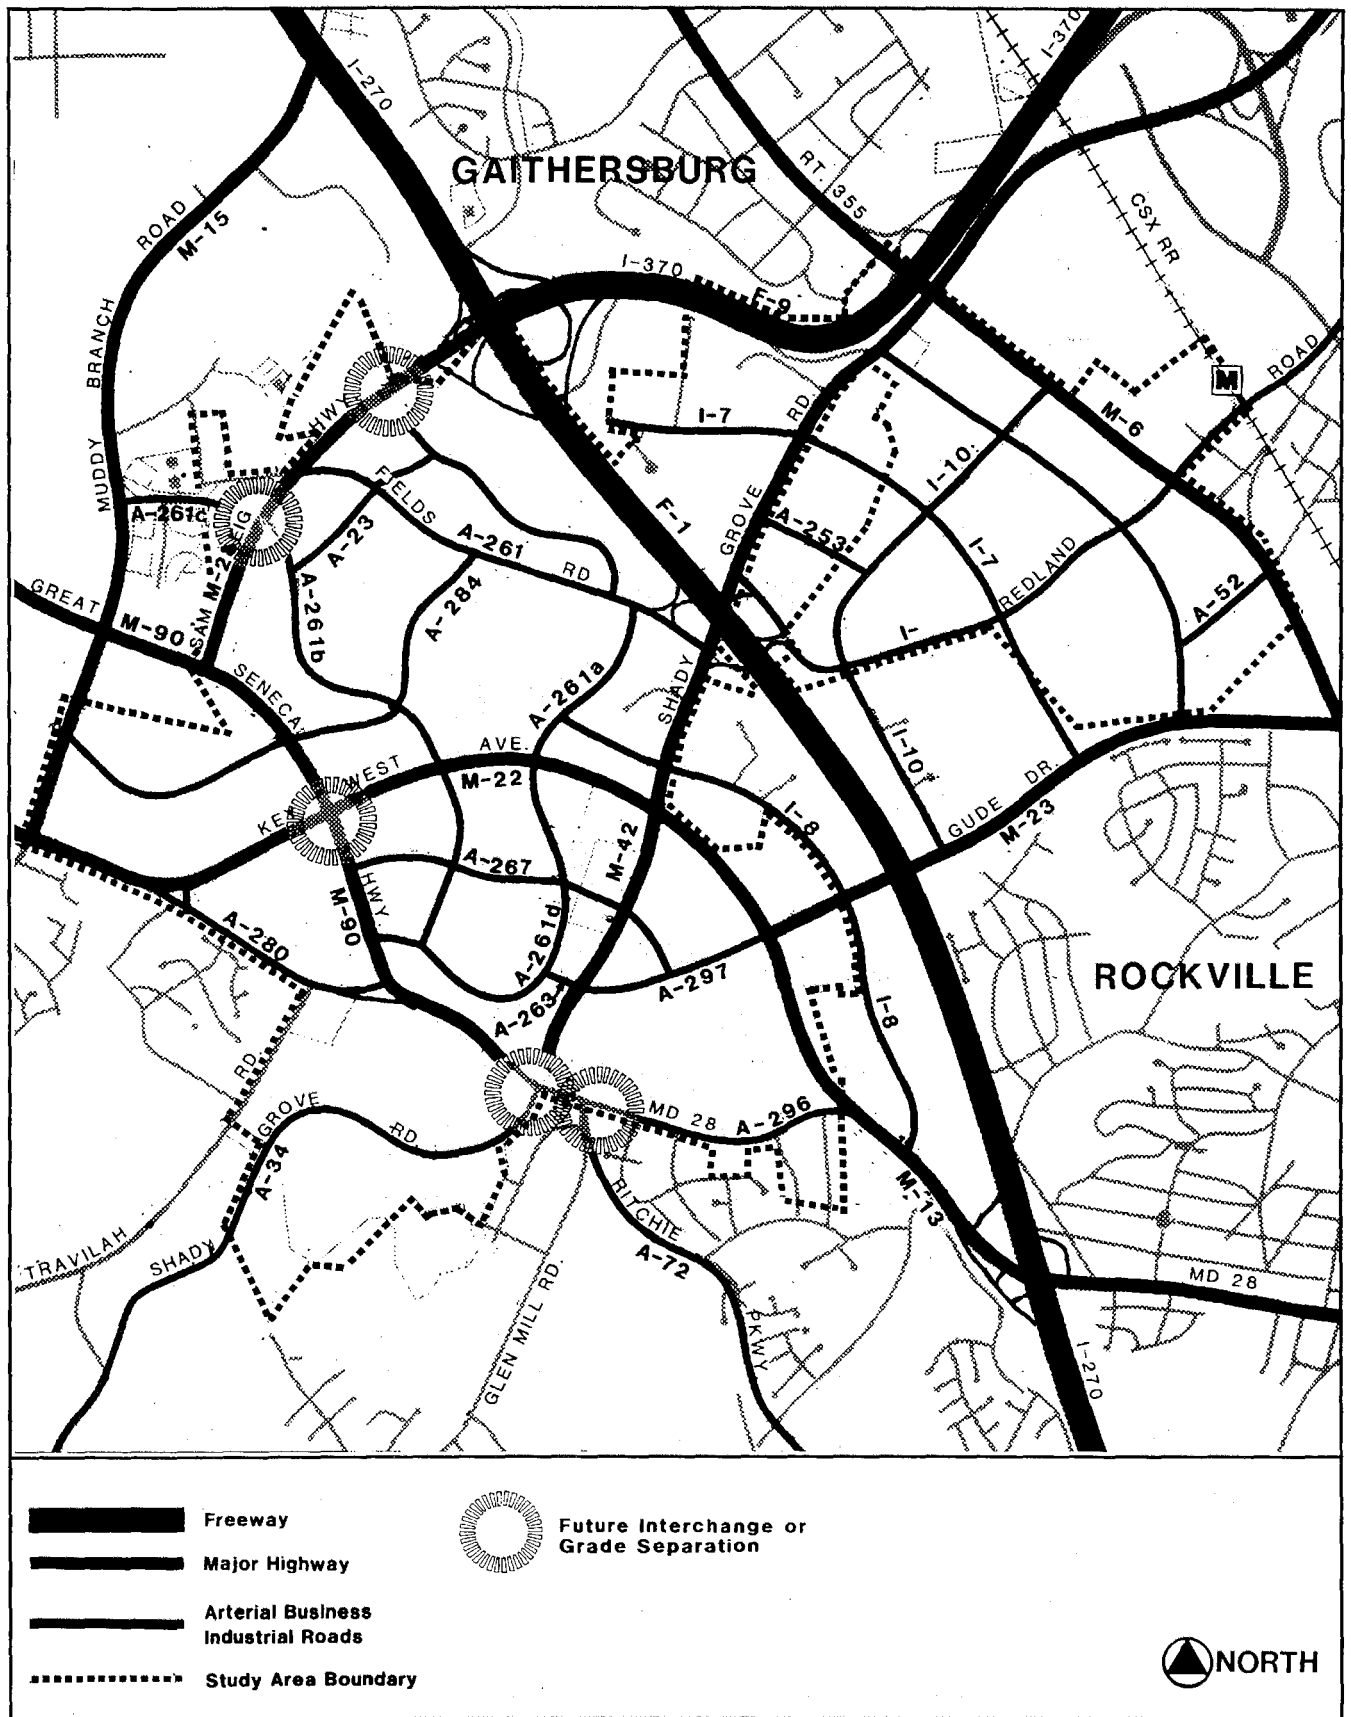 I-270
I-370
GAITHERSBURG
RT. 355
CSX RR
ROAD
M-15
I-370
F-9
BRANCH
MUDDY
HWY
M
ROAD
I-7
RD.
M-6
I-10
FIELDS
A-261c
EIG
A-23
A-261
RD
F-1
GROVE
A-253
I-7
REDLAND
A-52
GREAT
M-90
SAM
M-2
A-261b
A-284
I-
SENECA
A-261a
SHADY
I-10
AVE.
WEST
M-22
KEY
I-8
GUDE
DR.
M-23
M-42
A-267
HWY.
M-90
A-280
A-261d
A-297
A-263
ROCKVILLE
I-8
RD
GROVE
RD
MD 28
A-296
A-34
RITCHIE
M-13
TRAVILAH
SHADY
A-72
MD 28
GLEN MILL RD.
PKWY
I-270
Freeway
Major Highway
Arterial Business
Industrial Roads
Study Area Boundary
Future Interchange or
Grade Separation
NORTH